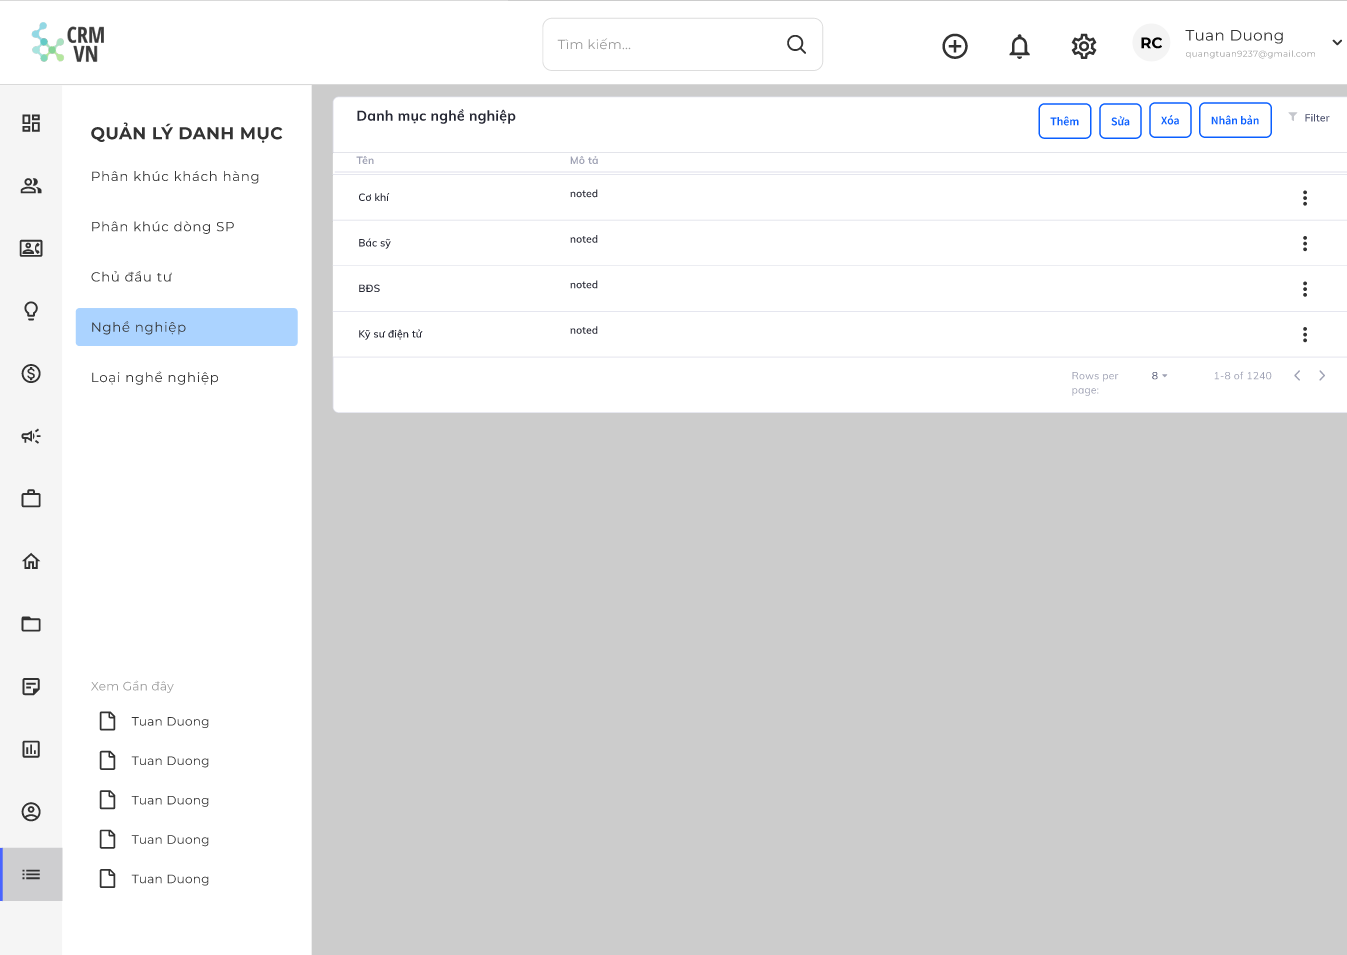 CRM
VN
Tìm kiếm...
RC
Tuan Duong
quangtuan9237@gmail.com
QUẢN LÝ DANH MỤC
Phân khúc khách hàng
Phân khúc dòng SP
Chủ đầu tư
Nghề nghiệp
Loại nghề nghiệp
Xem Gần đây
Tuan Duong
Tuan Duong
Tuan Duong
Tuan Duong
Tuan Duong
Danh mục nghề nghiệp
Thêm
Sửa
Xóa
Nhân bản
Filter
Tên Mô tả
Cơ khí noted
Bác sỹ noted
BĐS noted
Kỹ sư điện tử noted
Rows per
page:
8
1-8 of 1240